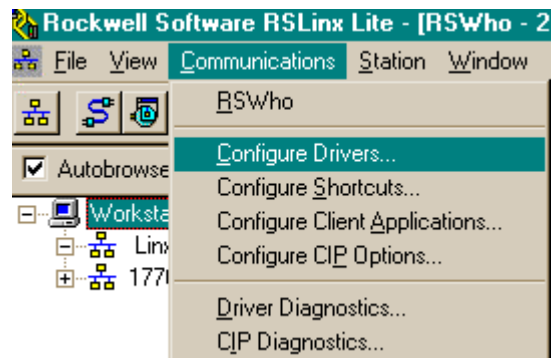 Rockwell Software RSLinx Lite - [RSWho - 2
File View Communications Station Window
RSWho
Configure Drivers...
Autobrowse
Configure Shortcuts...
Configure Client Applications...
Configure CIP Options...
Driver Diagnostics...
CIP Diagnostics...